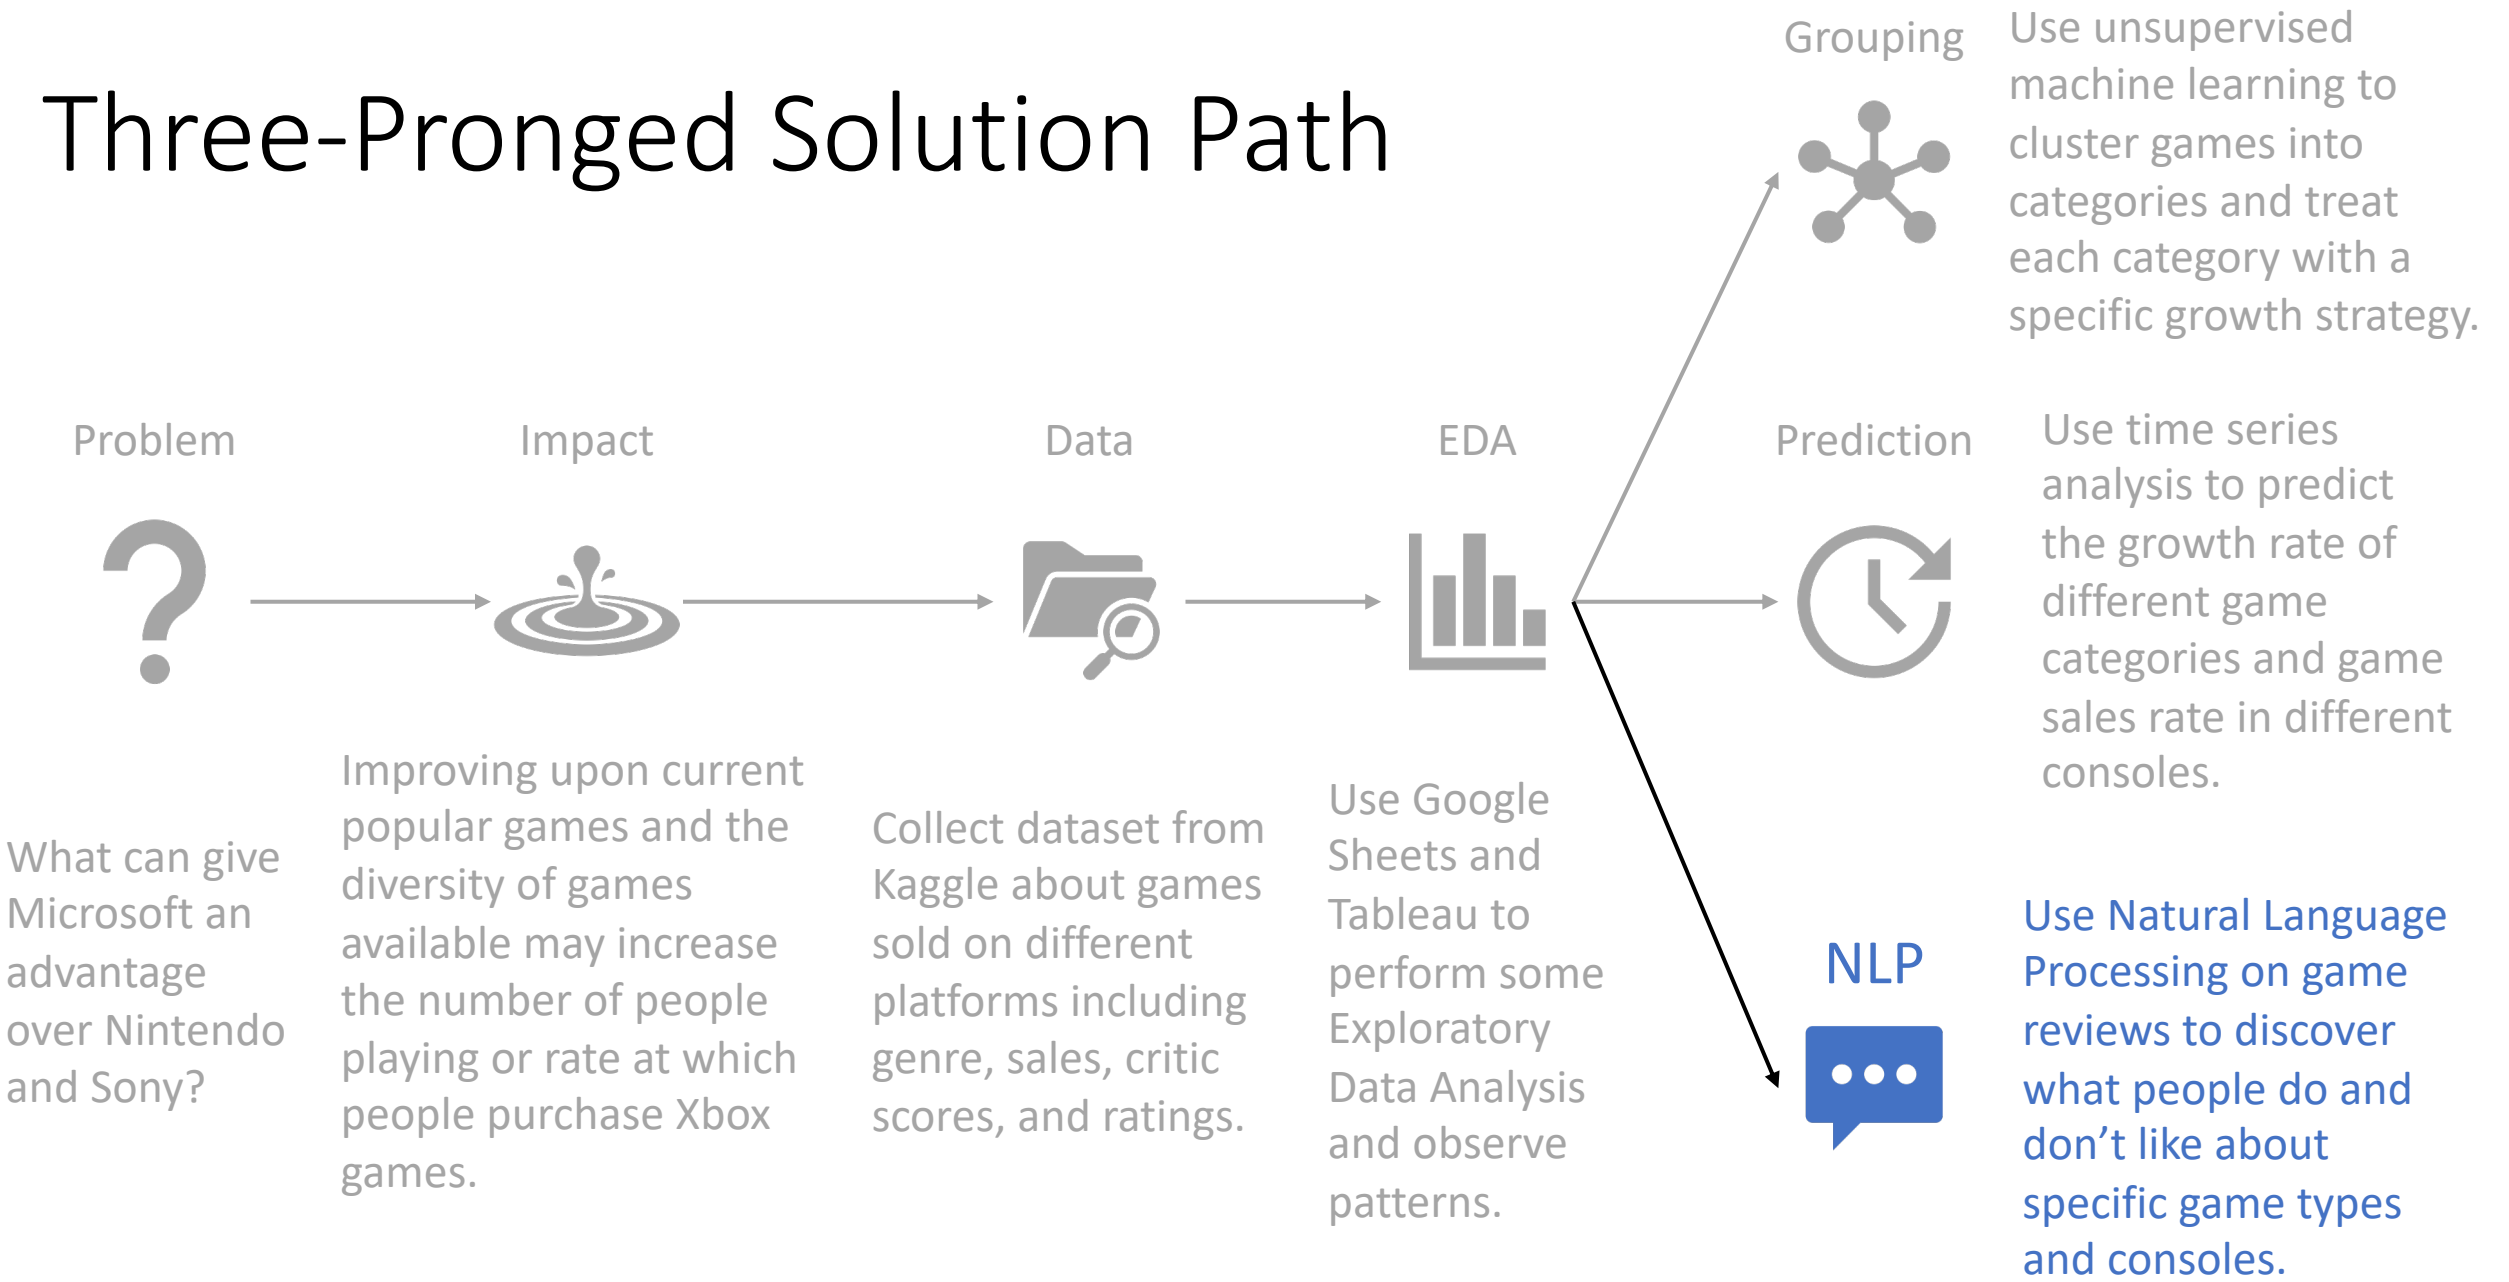 Three-Pronged Solution Path
Problem
What can give
Microsoft an
advantage
over Nintendo
and Sony?
Impact
Improving upon current
popular games and the
diversity of games
available may increase
the number of people
playing or rate at which
people purchase Xbox
games.
Data
Collect dataset from
Kaggle about games
sold on different
platforms including
genre, sales, critic
scores, and ratings.
EDA
Use Google
Sheets and
Tableau to
perform some
Exploratory
Data Analysis
and observe
patterns.
Grouping
Use unsupervised
machine learning to
cluster games into
categories and treat
each category with a
specific growth strategy.
Prediction
Use time series
analysis to predict
the growth rate of
different game
categories and game
sales rate in different
consoles.
NLP
Use Natural Language
Processing on game
reviews to discover
what people do and
don’t like about
specific game types
and consoles.